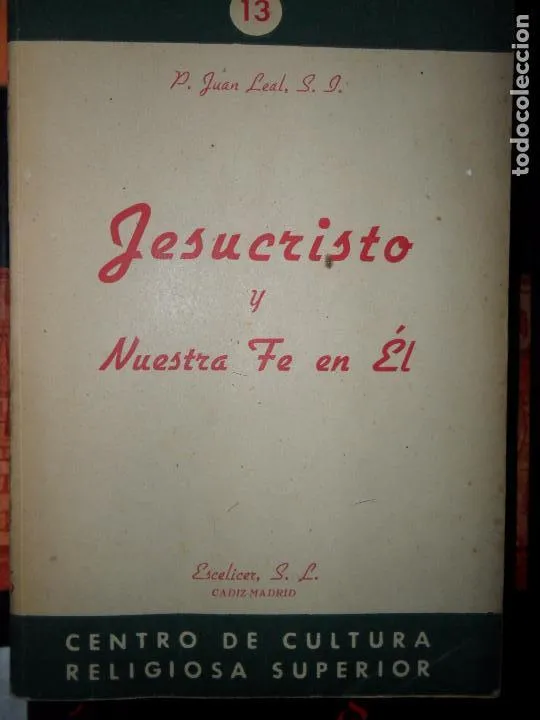 13
P. Juan Leal, S. I.
Jesucristo
y
Nuestra Fe en Él
Escelicer, S. L.
CADIZ-MADRID
CENTRO DE CULTURA
RELIGIOSA SUPERIOR
todocoleccion